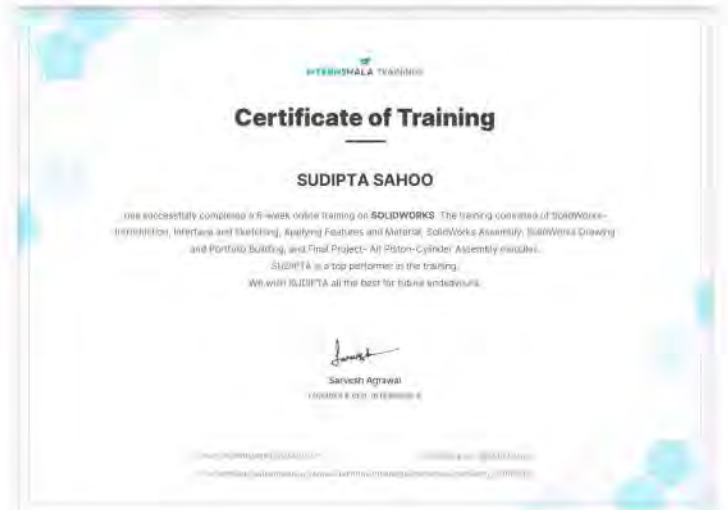 INTERNSHALA TRAININGS
Certificate of Training
SUDIPTA SAHOO
has successfully completed a 6-week online training on SOLIDWORKS. The training consisted of SolidWorks-
Introduction, Interface and Sketching, Applying Features and Material, SolidWorks Assembly, SolidWorks Drawing
and Portfolio Building, and Final Project- An Piston-Cylinder Assembly modules.
SUDIPTA is a top performer in the training.
We wish SUDIPTA all the best for future endeavours.
Sarvesh Agrawal
FOUNDER & CEO, INTERNSHALA